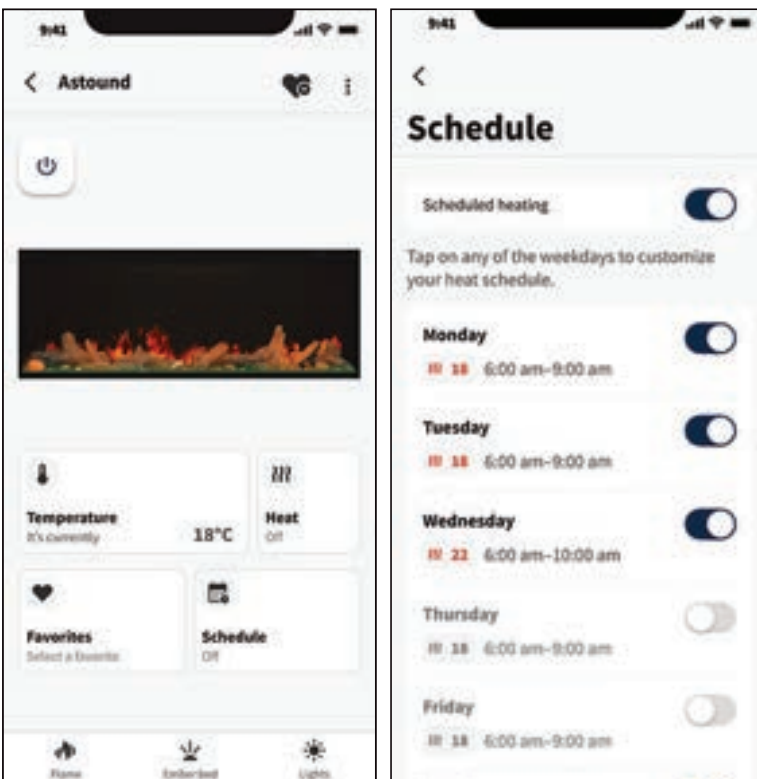 9:41
Astound
Temperature
It's currently
18°C
Heat
Off
Favorites
Select a favorite
Schedule
Off
Flame
Emberbed
Lights
9:41
Schedule
Scheduled heating
Tap on any of the weekdays to customize
your heat schedule.
Monday
18 6:00 am–9:00 am
Tuesday
18 6:00 am–9:00 am
Wednesday
22 6:00 am–10:00 am
Thursday
18 6:00 am–9:00 am
Friday
18 6:00 am–9:00 am